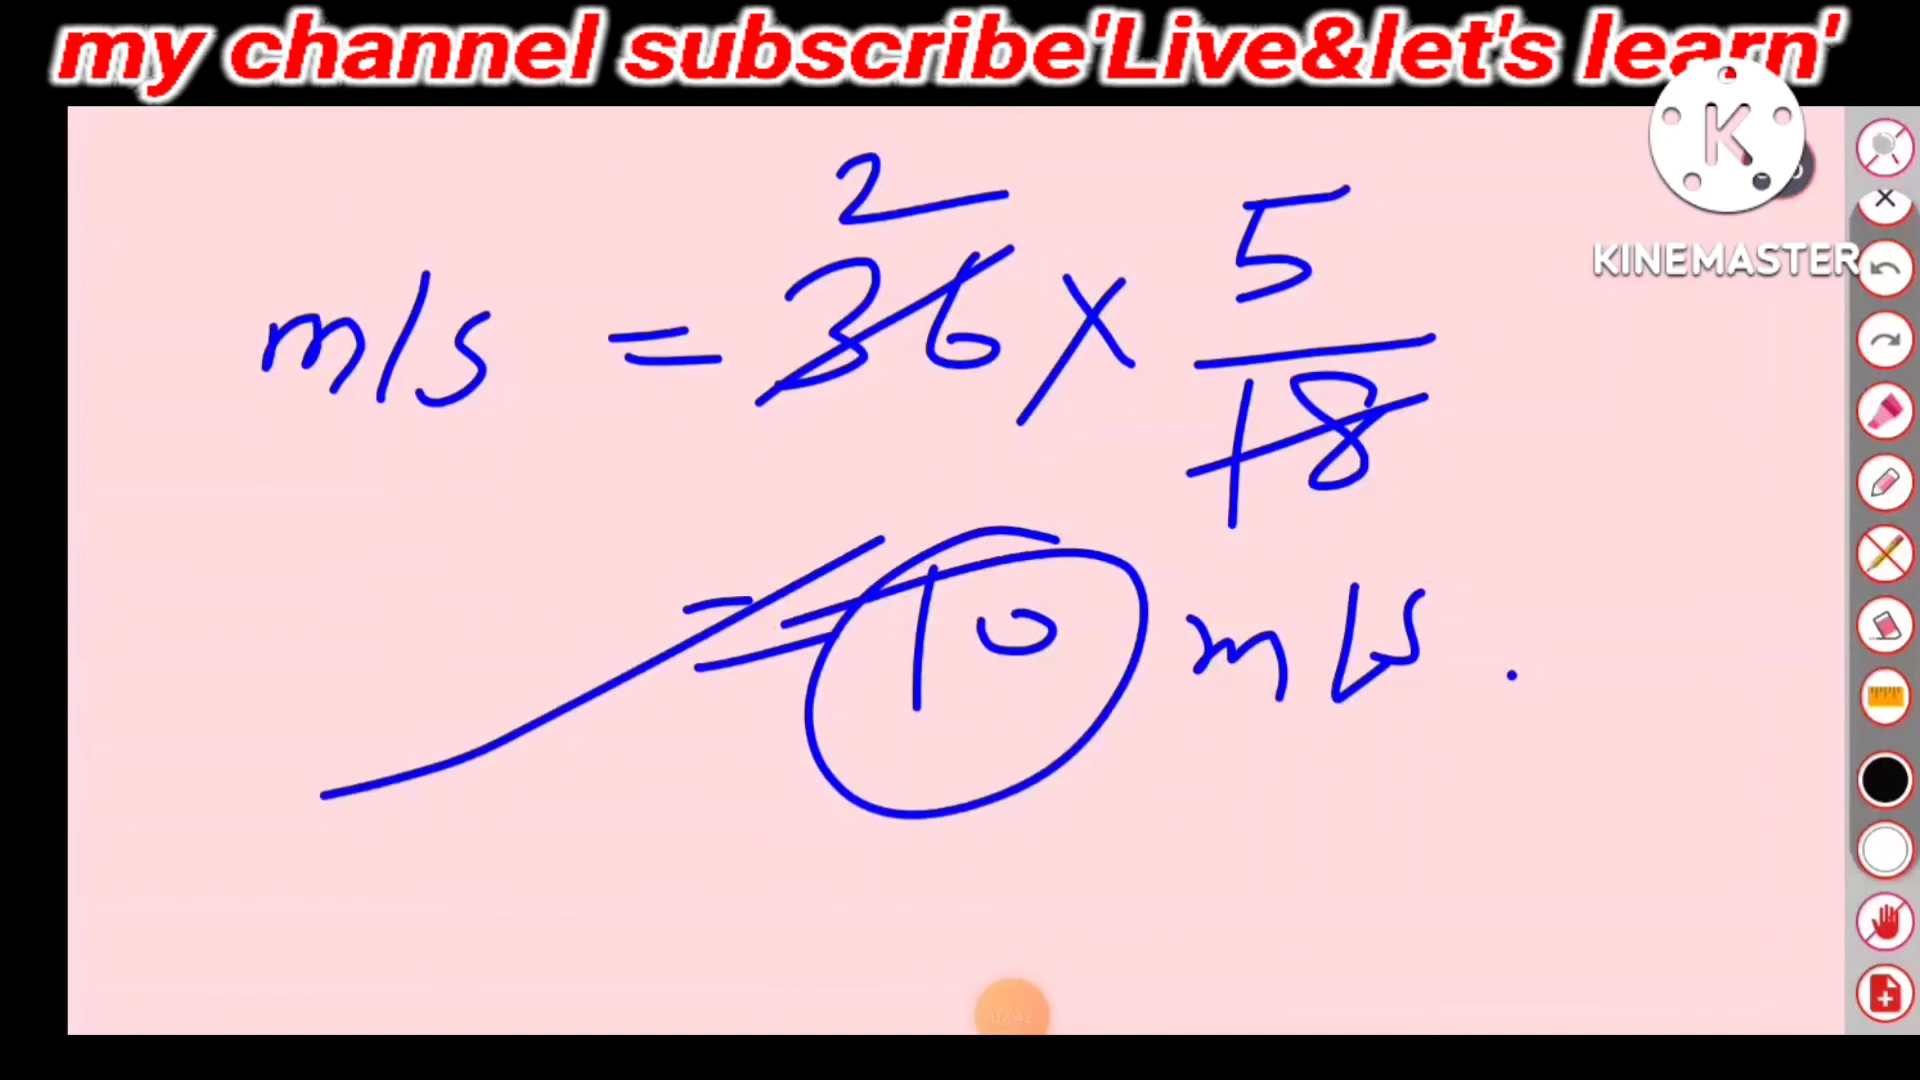 my channel subscribe'Live&let's learn'
K
KINEMASTER
2
m/s = 36 × 5
18
= 10 m/s .